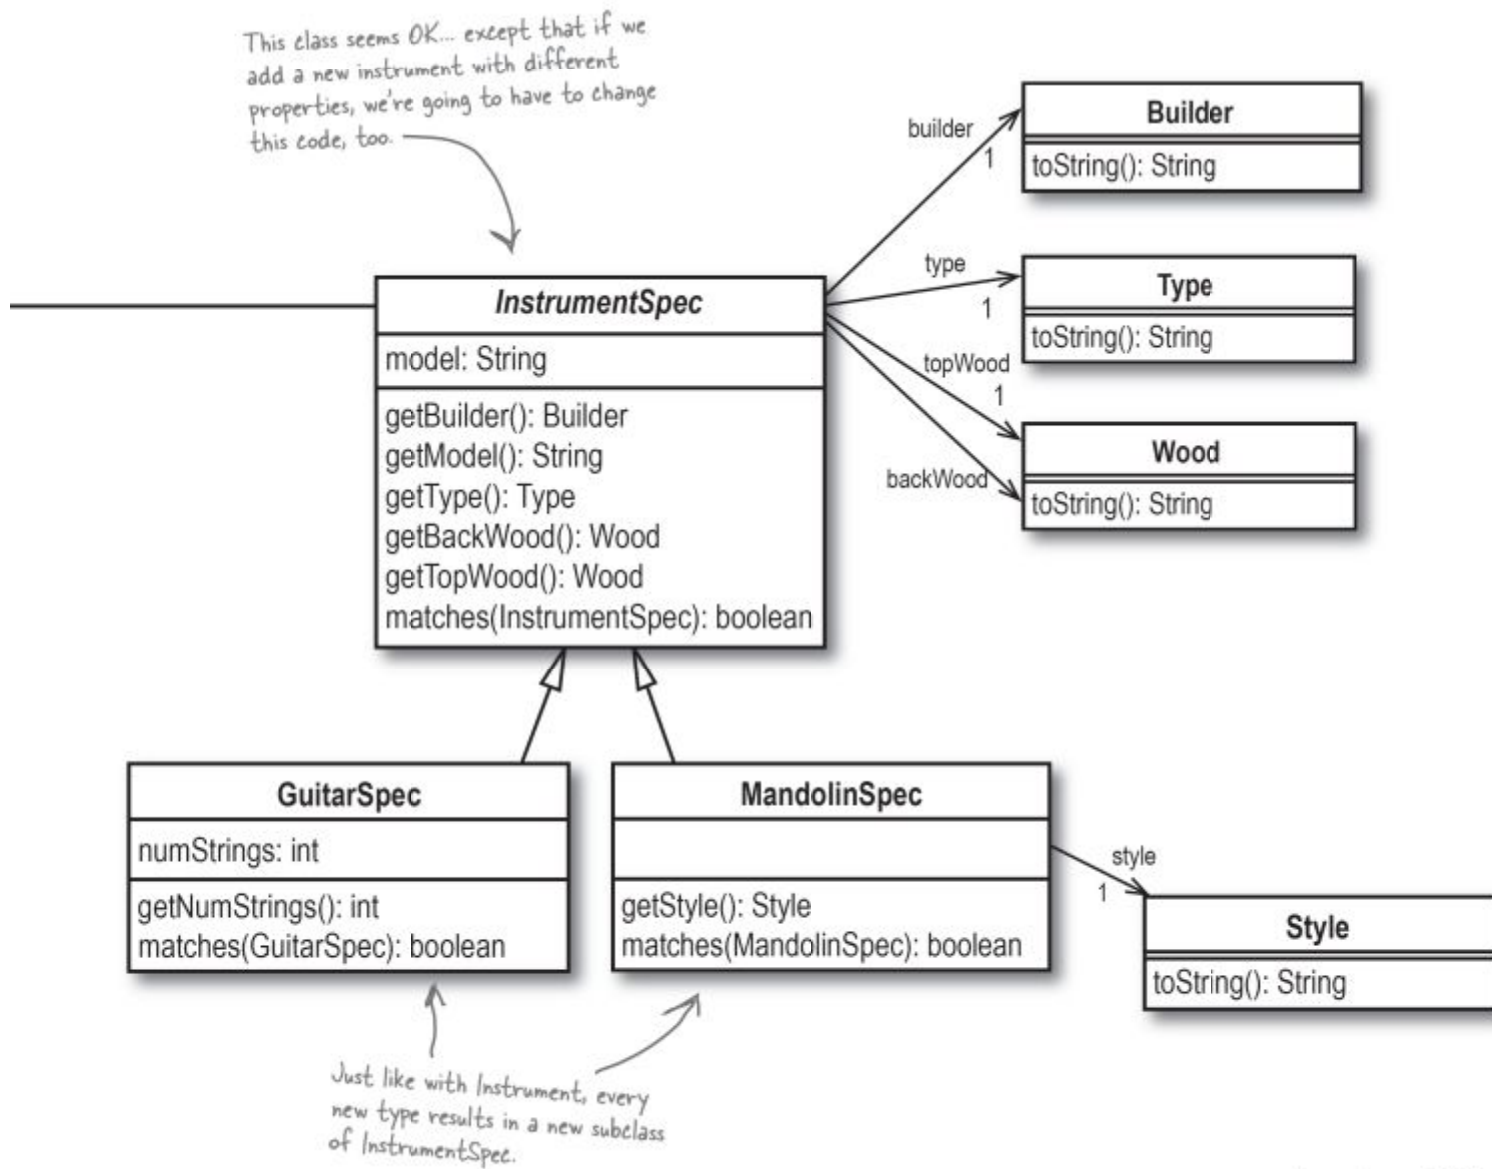 This class seems OK... except that if we
add a new instrument with different
properties, we're going to have to change
this code, too.
builder
1
Builder
toString(): String
type
1
Type
toString(): String
topWood
1
backWood
Wood
toString(): String
InstrumentSpec
model: String
getBuilder(): Builder
getModel(): String
getType(): Type
getBackWood(): Wood
getTopWood(): Wood
matches(InstrumentSpec): boolean
GuitarSpec
numStrings: int
getNumStrings(): int
matches(GuitarSpec): boolean
MandolinSpec
getStyle(): Style
matches(MandolinSpec): boolean
style
1
Style
toString(): String
Just like with Instrument, every
new type results in a new subclass
of InstrumentSpec.